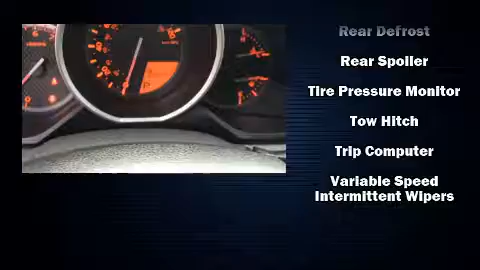 Rear Defrost
Rear Spoiler
Tire Pressure Monitor
Tow Hitch
Trip Computer
Variable Speed
Intermittent Wipers